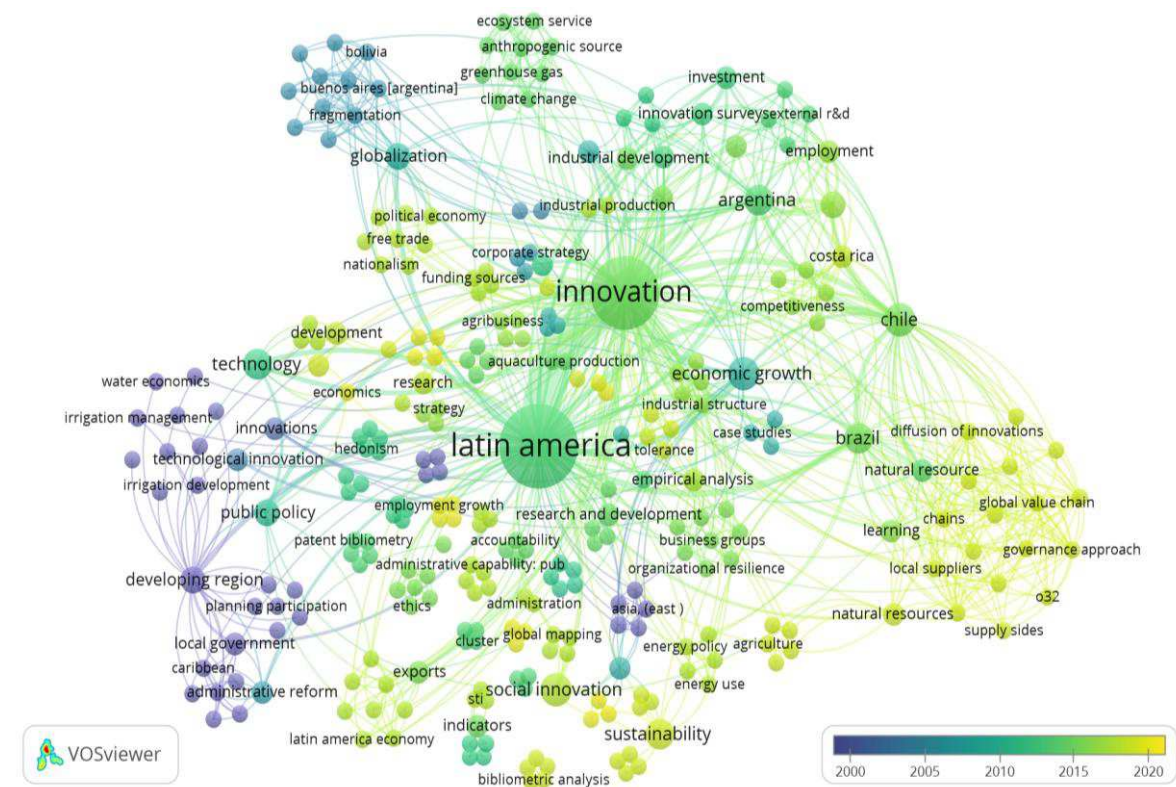 ecosystem service
bolivia
anthropogenic source
greenhouse gas
investment
buenos aires [argentina]
climate change
fragmentation
innovation surveys
external r&d
globalization
industrial development
employment
industrial production
argentina
political economy
free trade
corporate strategy
costa rica
nationalism
funding sources
innovation
competitiveness
agribusiness
chile
development
technology
aquaculture production
economic growth
water economics
economics
research
industrial structure
strategy
irrigation management
innovations
latin america
case studies
diffusion of innovations
hedonism
tolerance
brazil
technological innovation
natural resource
irrigation development
empirical analysis
employment growth
global value chain
public policy
research and development
chains
learning
patent bibliometry
accountability
business groups
governance approach
administrative capability: pub
organizational resilience
local suppliers
developing region
planning participation
ethics
administration
asia, (east )
o32
natural resources
local government
cluster
global mapping
energy policy
agriculture
supply sides
caribbean
exports
administrative reform
social innovation
energy use
sti
indicators
latin america economy
sustainability
bibliometric analysis
VOSviewer
2000
2005
2010
2015
2020